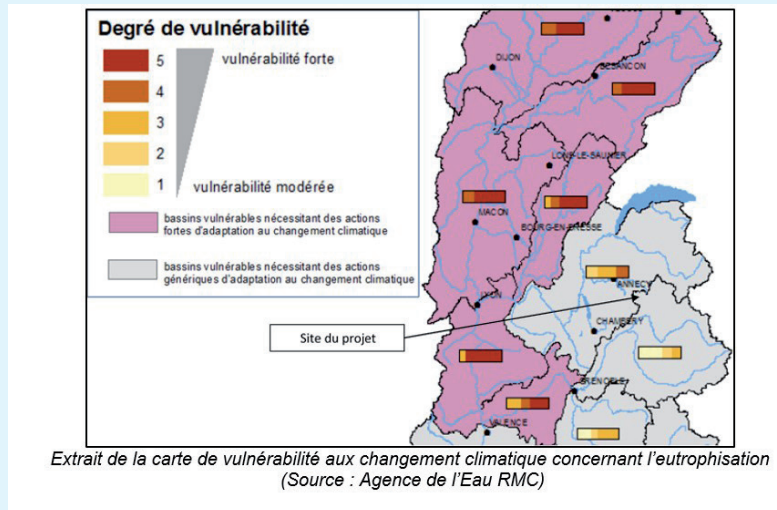 Degré de vulnérabilité
5
vulnérabilité forte
4
3
2
1
vulnérabilité modérée
bassins vulnérables nécessitant des actions
fortes d'adaptation au changement climatique
bassins vulnérables nécessitant des actions
génériques d'adaptation au changement climatique
DIJON
BESANCON
LONS-LE-SAUNIER
MACON
BOURG-EN-BRESSE
ANNECY
LYON
CHAMBERY
Site du projet
GRENOBLE
VALENCE
Extrait de la carte de vulnérabilité aux changement climatique concernant l'eutrophisation
(Source : Agence de l'Eau RMC)